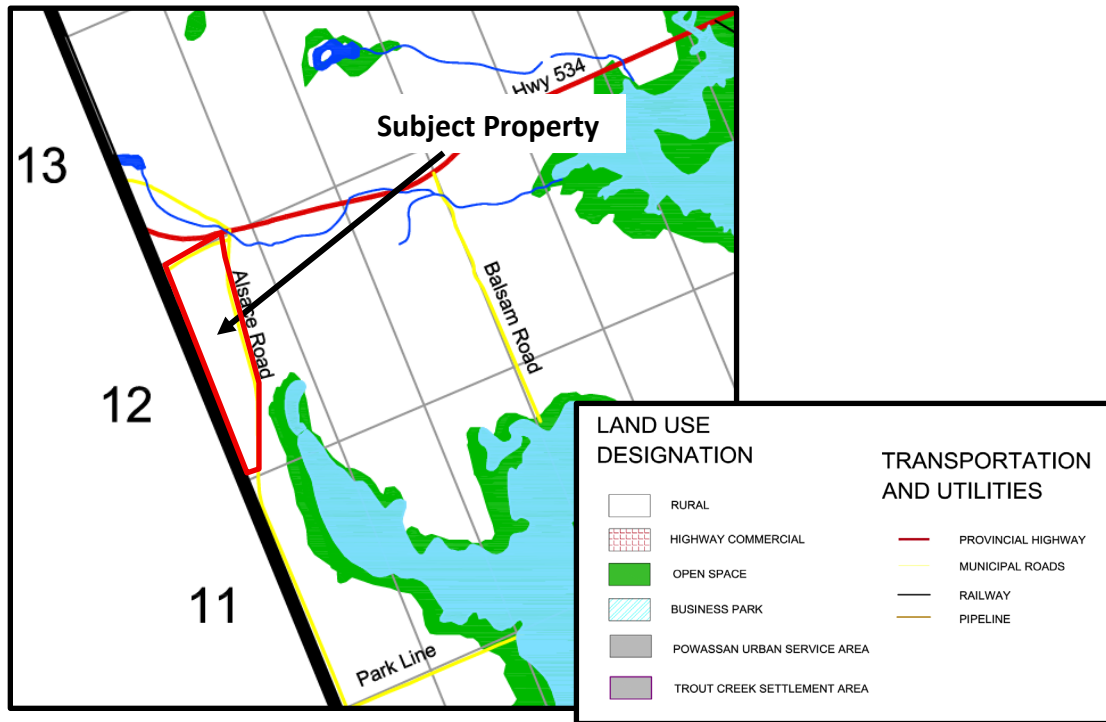 Hwy 534
Subject Property
13
Alsace Road
Balsam Road
12
11
Park Line
LAND USE
DESIGNATION
RURAL
HIGHWAY COMMERCIAL
OPEN SPACE
BUSINESS PARK
POWASSAN URBAN SERVICE AREA
TROUT CREEK SETTLEMENT AREA
TRANSPORTATION
AND UTILITIES
PROVINCIAL HIGHWAY
MUNICIPAL ROADS
RAILWAY
PIPELINE